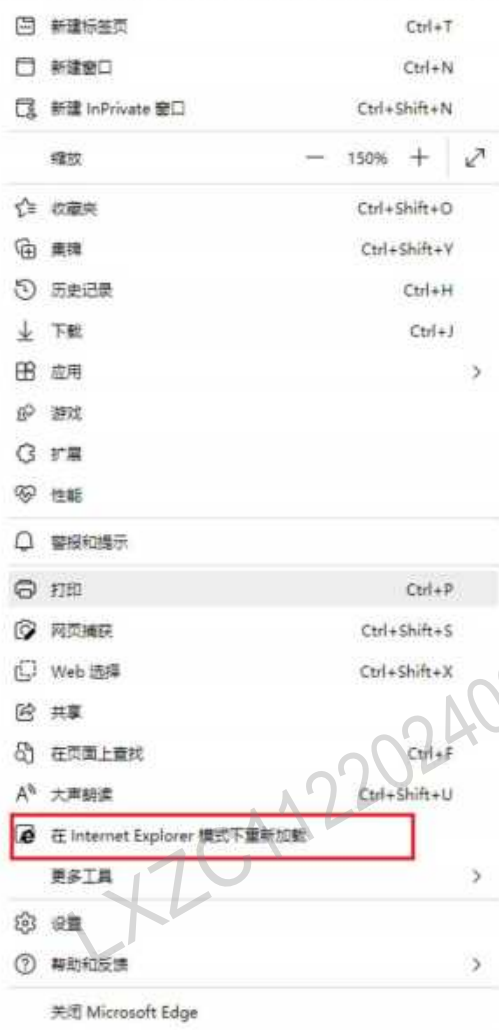 新建标签页 Ctrl+T
新建窗口 Ctrl+N
新建 InPrivate 窗口 Ctrl+Shift+N
缩放 — 150% +
收藏夹 Ctrl+Shift+O
集锦 Ctrl+Shift+Y
历史记录 Ctrl+H
下载 Ctrl+J
应用
游戏
扩展
性能
警报和提示
打印 Ctrl+P
网页捕获 Ctrl+Shift+S
Web 选择 Ctrl+Shift+X
共享
在页面上查找 Ctrl+F
大声朗读 Ctrl+Shift+U
在 Internet Explorer 模式下重新加载
更多工具
设置
帮助和反馈
关闭 Microsoft Edge